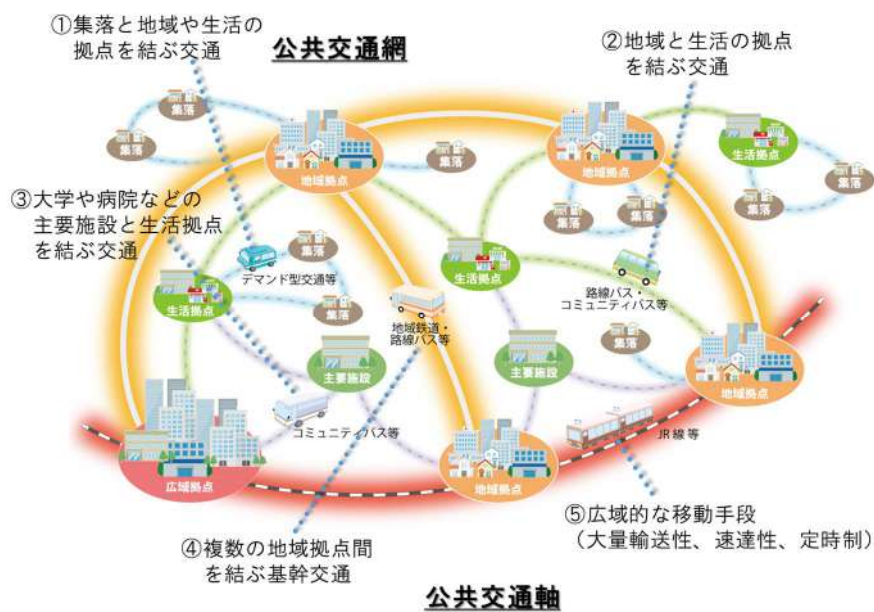 ①集落と地域や生活の
拠点を結ぶ交通
公共交通網
②地域と生活の拠点
を結ぶ交通
集落
集落
集落
地域拠点
地域拠点
生活拠点
集落
集落
集落
集落
集落
③大学や病院などの
主要施設と生活拠点
を結ぶ交通
集落
デマンド型交通等
生活拠点
生活拠点
集落
地域鉄道・
路線バス等
路線バス・
コミュニティバス等
集落
主要施設
主要施設
地域拠点
コミュニティバス等
JR線等
広域拠点
地域拠点
④複数の地域拠点間
を結ぶ基幹交通
⑤広域的な移動手段
（大量輸送性、速達性、定時制）
公共交通軸